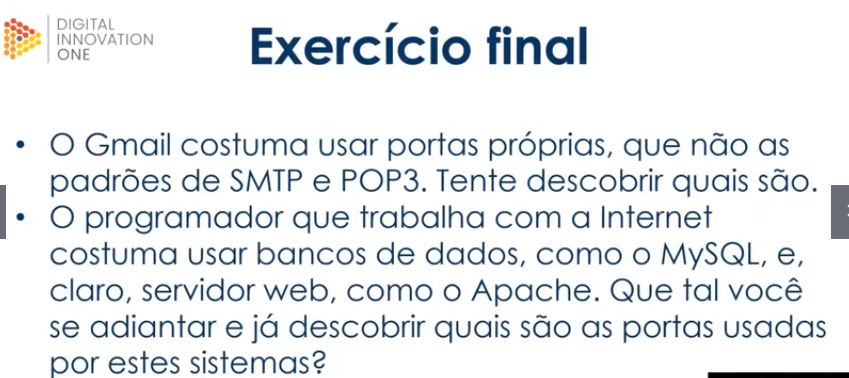 DIGITAL
INNOVATION
ONE
Exercício final
• O Gmail costuma usar portas próprias, que não as
padrões de SMTP e POP3. Tente descobrir quais são.
• O programador que trabalha com a Internet
costuma usar bancos de dados, como o MySQL, e,
claro, servidor web, como o Apache. Que tal você
se adiantar e já descobrir quais são as portas usadas
por estes sistemas?